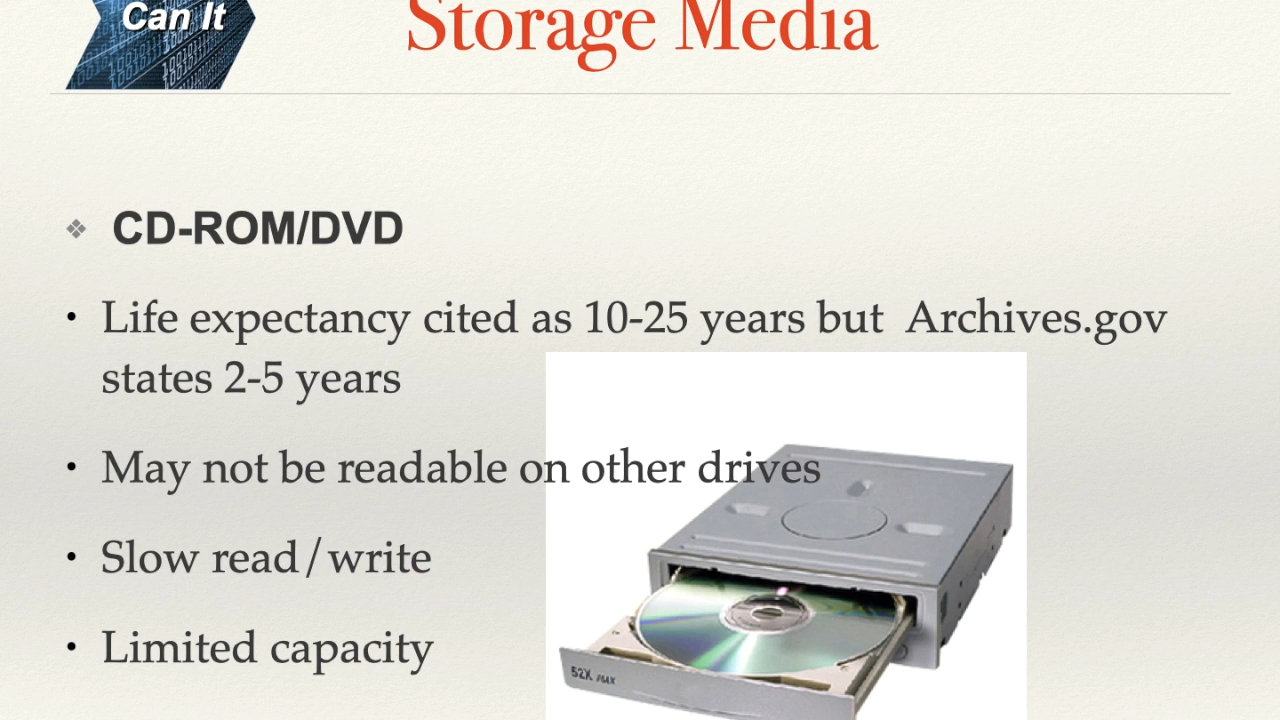 Can It
Storage Media
❖ CD-ROM/DVD
• Life expectancy cited as 10-25 years but Archives.gov
states 2-5 years
• May not be readable on other drives
• Slow read/write
• Limited capacity
52X